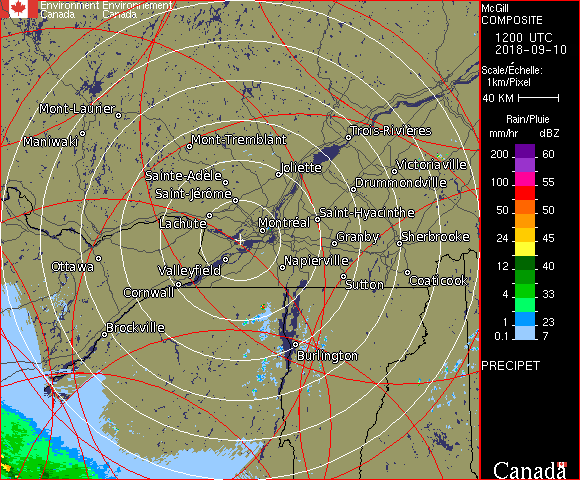 Environment Environnement
Canada Canada
McGill
COMPOSITE
1200 UTC
2018-09-10
Scale/Échelle:
1km/Pixel
40 KM
Rain/Pluie
mm/hr dBZ
200 60
100 55
50 50
24 45
12 40
4 33
1 23
0.1 7
PRECIPET
Canada
Mont-Laurier
Maniwaki
Mont-Tremblant
Trois-Rivières
Sainte-Adèle
Joliette
Victoriaville
Saint-Jérôme
Drummondville
Lachute
Montréal
Saint-Hyacinthe
Granby
Sherbrooke
Ottawa
Valleyfield
Napierville
Cornwall
Sutton
Coaticook
Brockville
Burlington